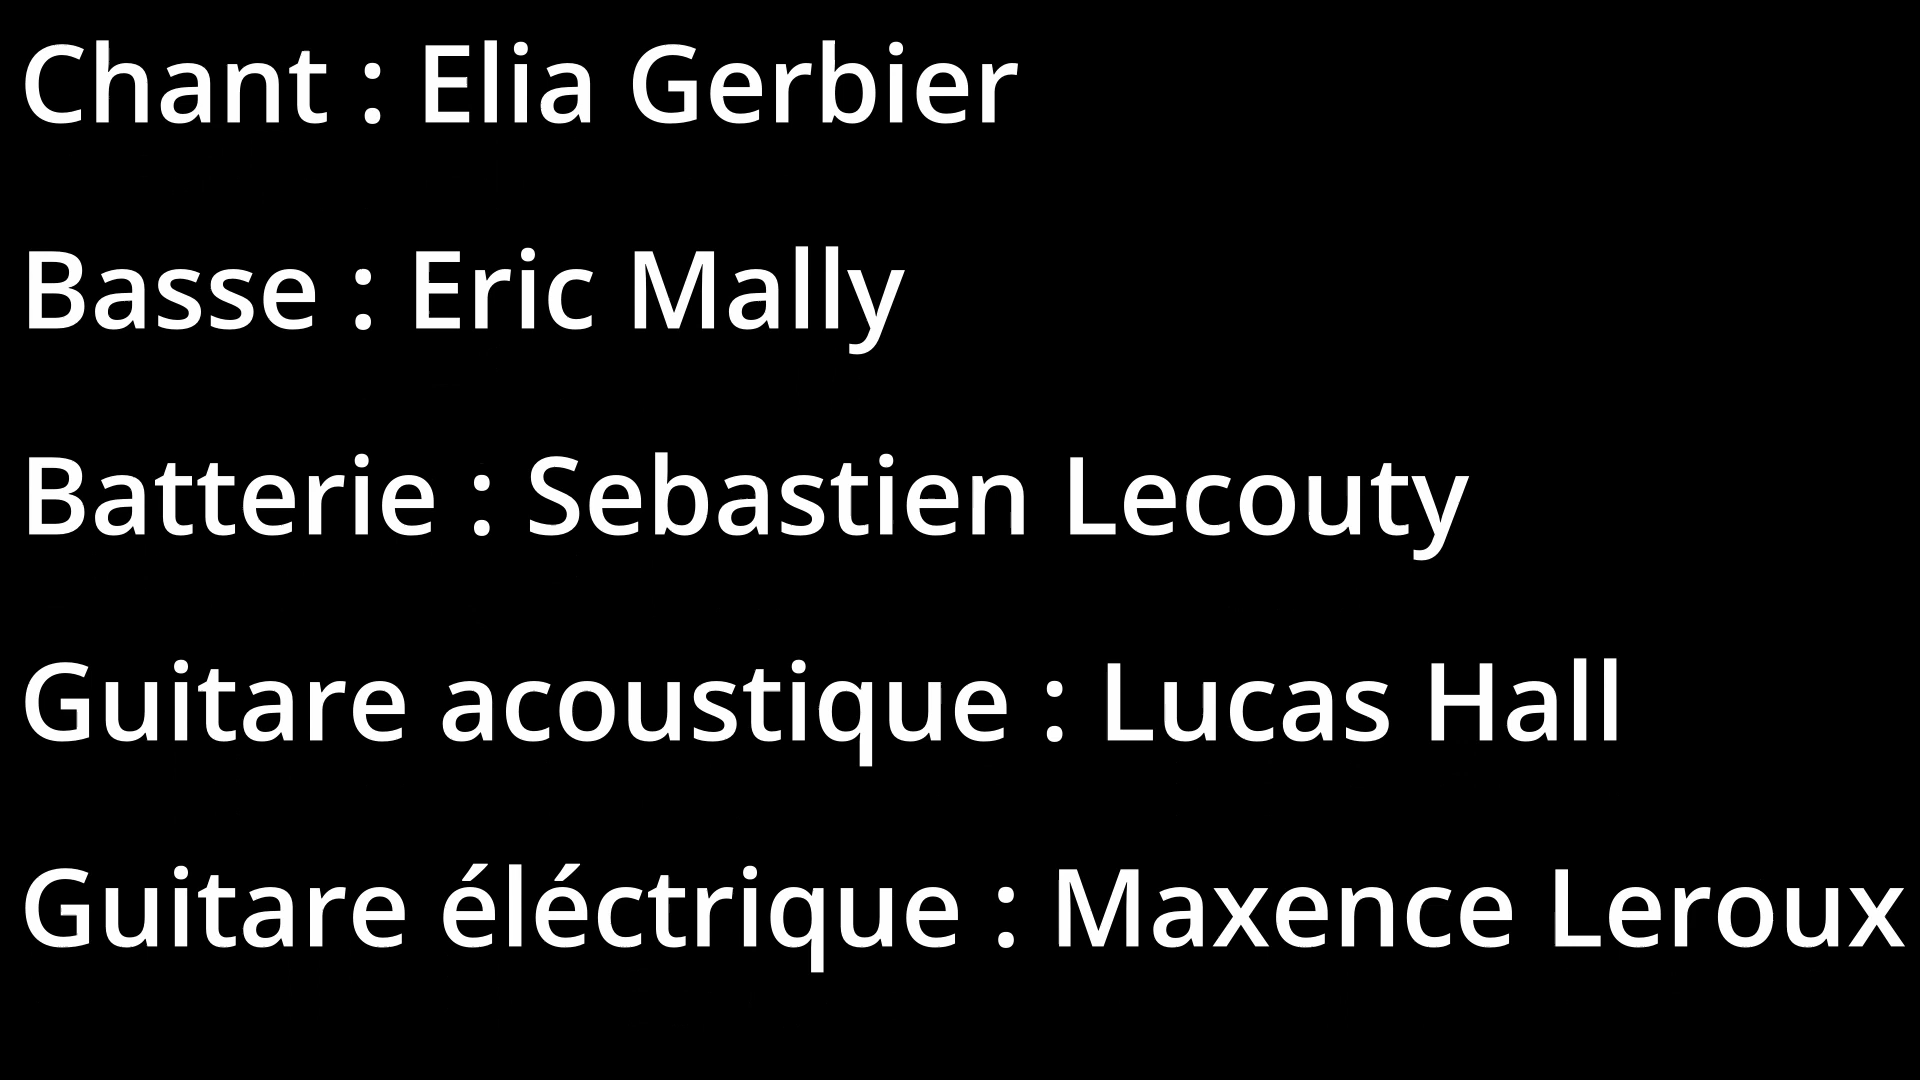 Chant : Elia Gerbier
Basse : Eric Mally
Batterie : Sebastien Lecouty
Guitare acoustique : Lucas Hall
Guitare éléctrique : Maxence Leroux